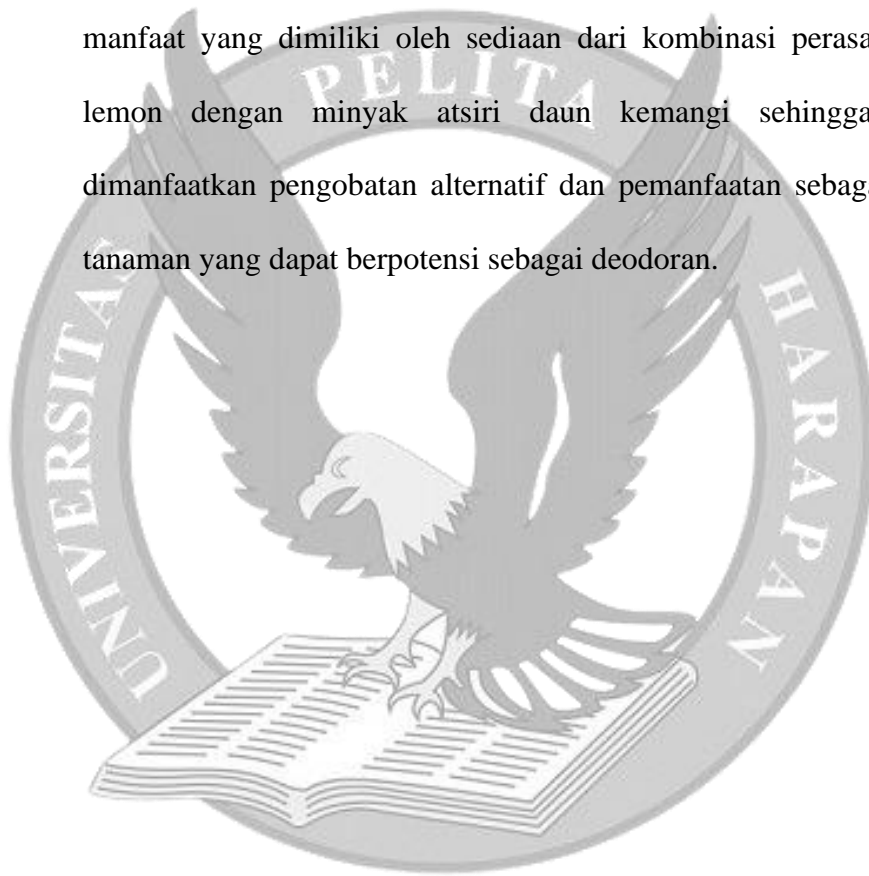 manfaat yang dimiliki oleh sediaan dari kombinasi perasa
lemon dengan minyak atsiri daun kemangi sehingga
dimanfaatkan pengobatan alternatif dan pemanfaatan sebaga
tanaman yang dapat berpotensi sebagai deodoran.
UNIVERSITAS PELITA HARAPAN